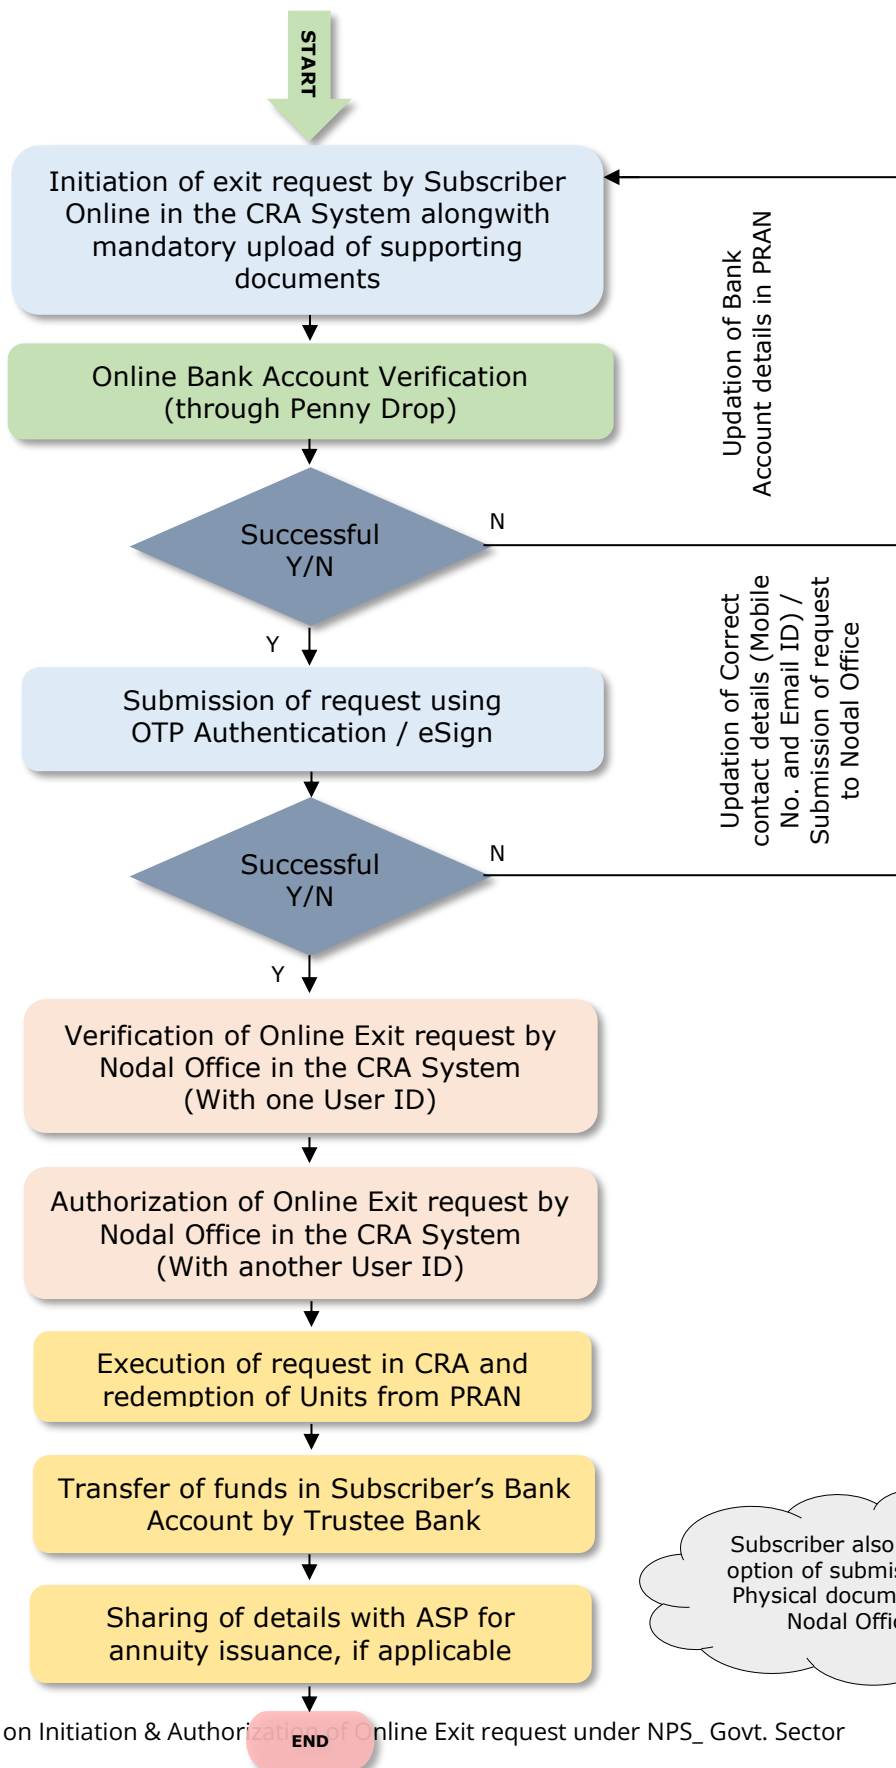 START
Initiation of exit request by Subscriber
Online in the CRA System alongwith
mandatory upload of supporting
documents
Updation of Bank
Account details in PRAN
Online Bank Account Verification
(through Penny Drop)
Successful
Y/N
N
Y
Updation of Correct
contact details (Mobile
No. and Email ID) /
Submission of request
to Nodal Office
Submission of request using
OTP Authentication / eSign
Successful
Y/N
N
Y
Verification of Online Exit request by
Nodal Office in the CRA System
(With one User ID)
Authorization of Online Exit request by
Nodal Office in the CRA System
(With another User ID)
Execution of request in CRA and
redemption of Units from PRAN
Transfer of funds in Subscriber’s Bank
Account by Trustee Bank
Subscriber also
option of
Physical
Nodal
Sharing of details with ASP for
annuity issuance, if applicable
on Initiation & Authorization of Online Exit request under NPS_ Govt. Sector
END